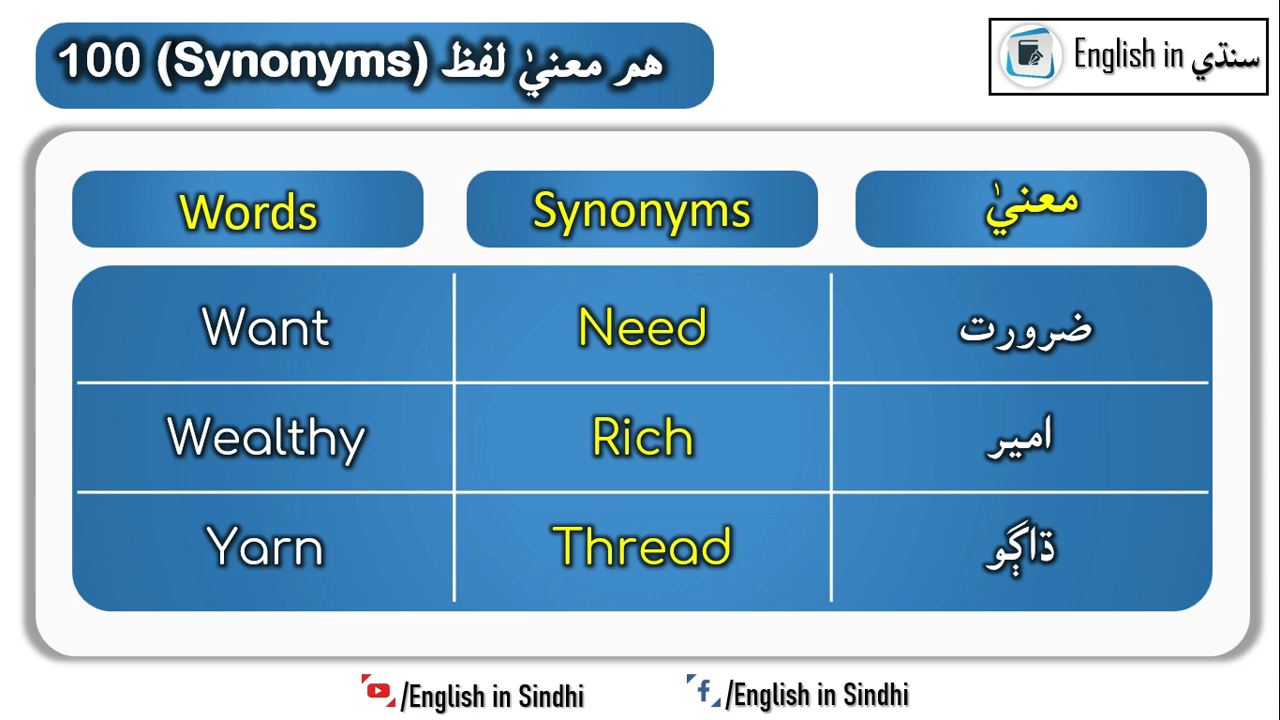 100 (Synonyms) هم معنيٰ لفظ
English in سنڌي
Words Synonyms معنيٰ
Want Need ضرورت
Wealthy Rich امير
Yarn Thread ڌاڳو
/English in Sindhi /English in Sindhi